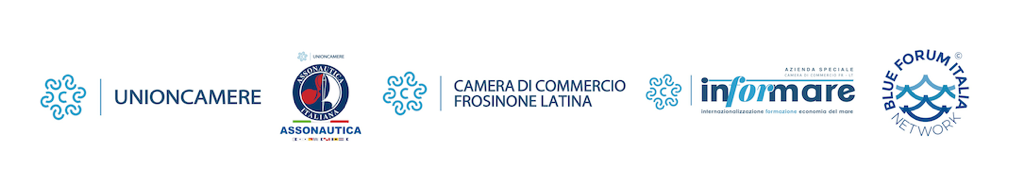 UNIONCAMERE
UNIONCAMERE
ASSONAUTICA
ITALIANA
ASSONAUTICA
CAMERA DI COMMERCIO
FROSINONE LATINA
AZIENDA SPECIALE
CAMERA DI COMMERCIO FR - LT
informare
internazionalizzazione formazione economia del mare
BLUE FORUM ITALIA
NETWORK
©